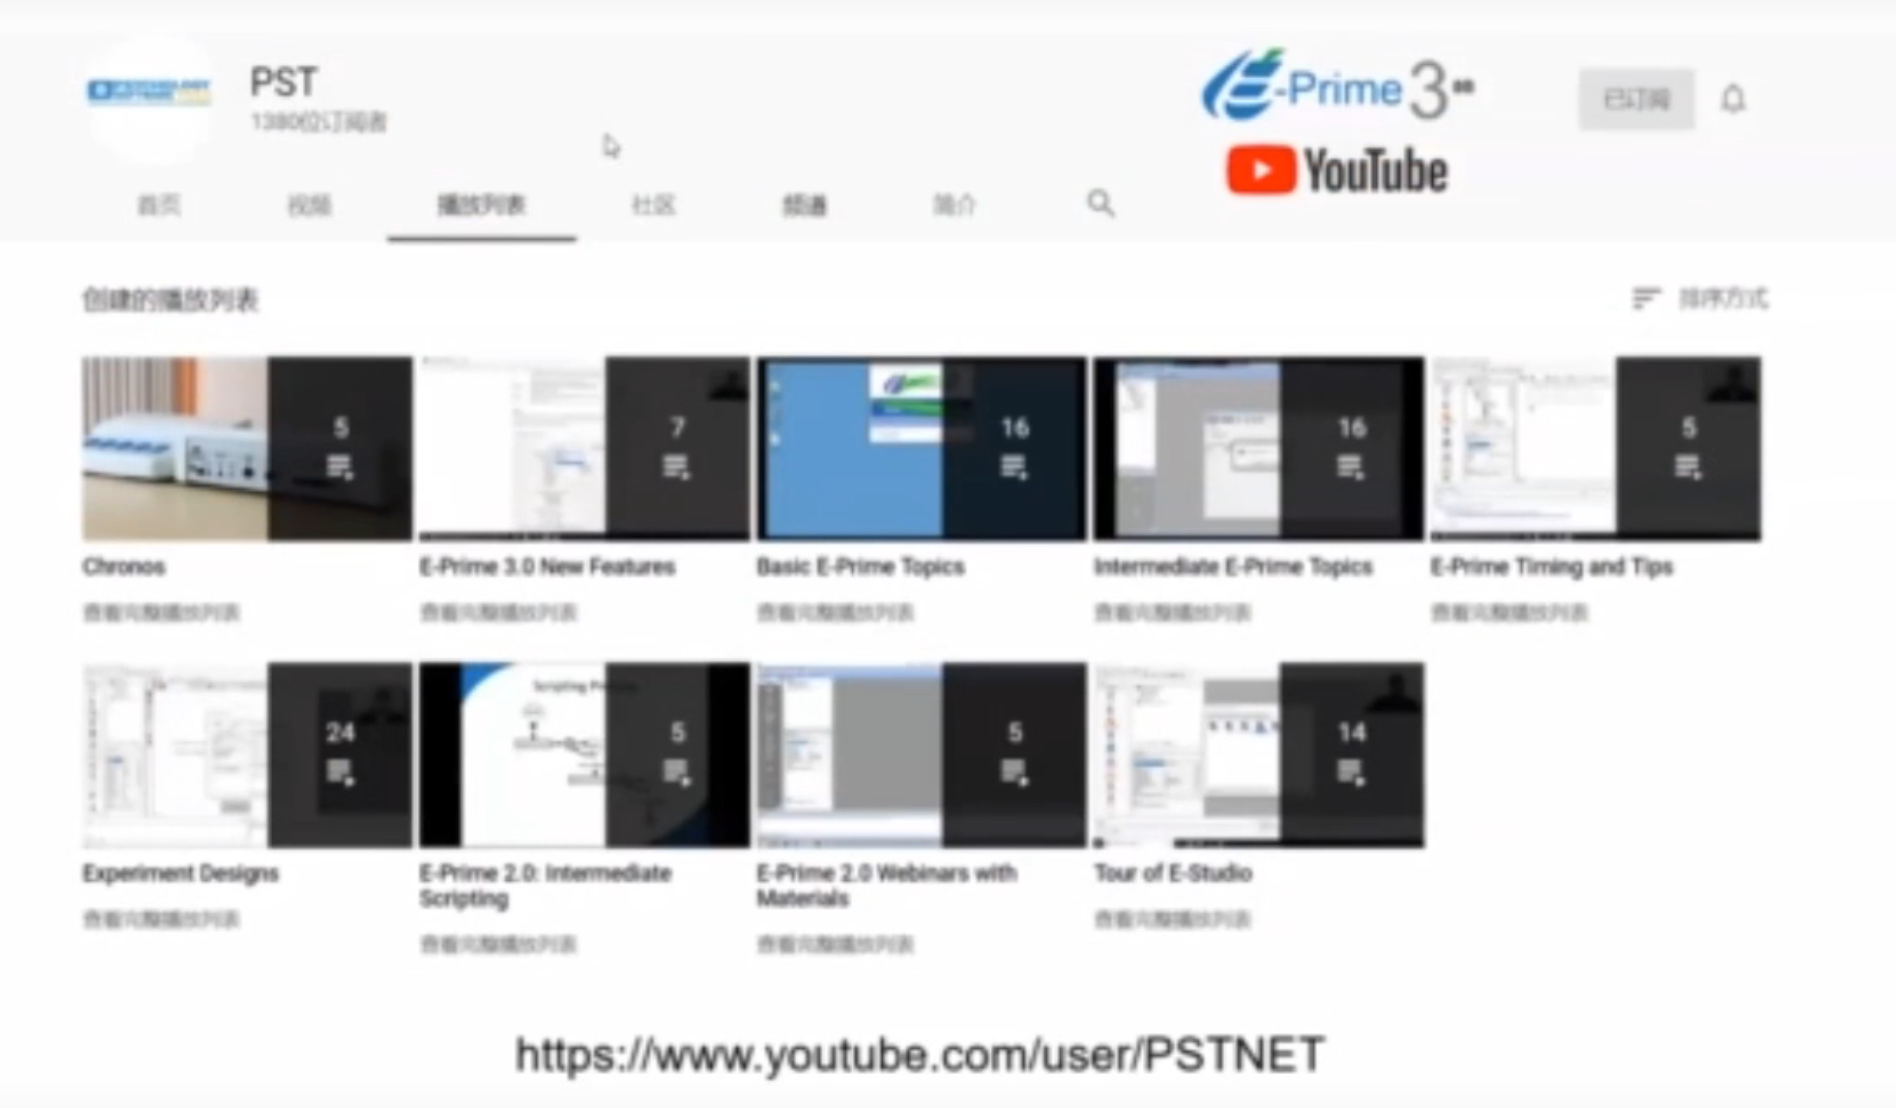 PST
1380位订阅者
E-Prime 3
已订阅
YouTube
首页
视频
播放列表
社区
频道
简介
创建的播放列表
排序方式
5
7
16
16
5
Chronos
E-Prime 3.0 New Features
Basic E-Prime Topics
Intermediate E-Prime Topics
E-Prime Timing and Tips
查看完整播放列表
查看完整播放列表
查看完整播放列表
查看完整播放列表
查看完整播放列表
Scripting
24
5
5
14
Experiment Designs
E-Prime 2.0: Intermediate
Scripting
E-Prime 2.0 Webinars with
Materials
Tour of E-Studio
查看完整播放列表
查看完整播放列表
查看完整播放列表
查看完整播放列表
https://www.youtube.com/user/PSTNET